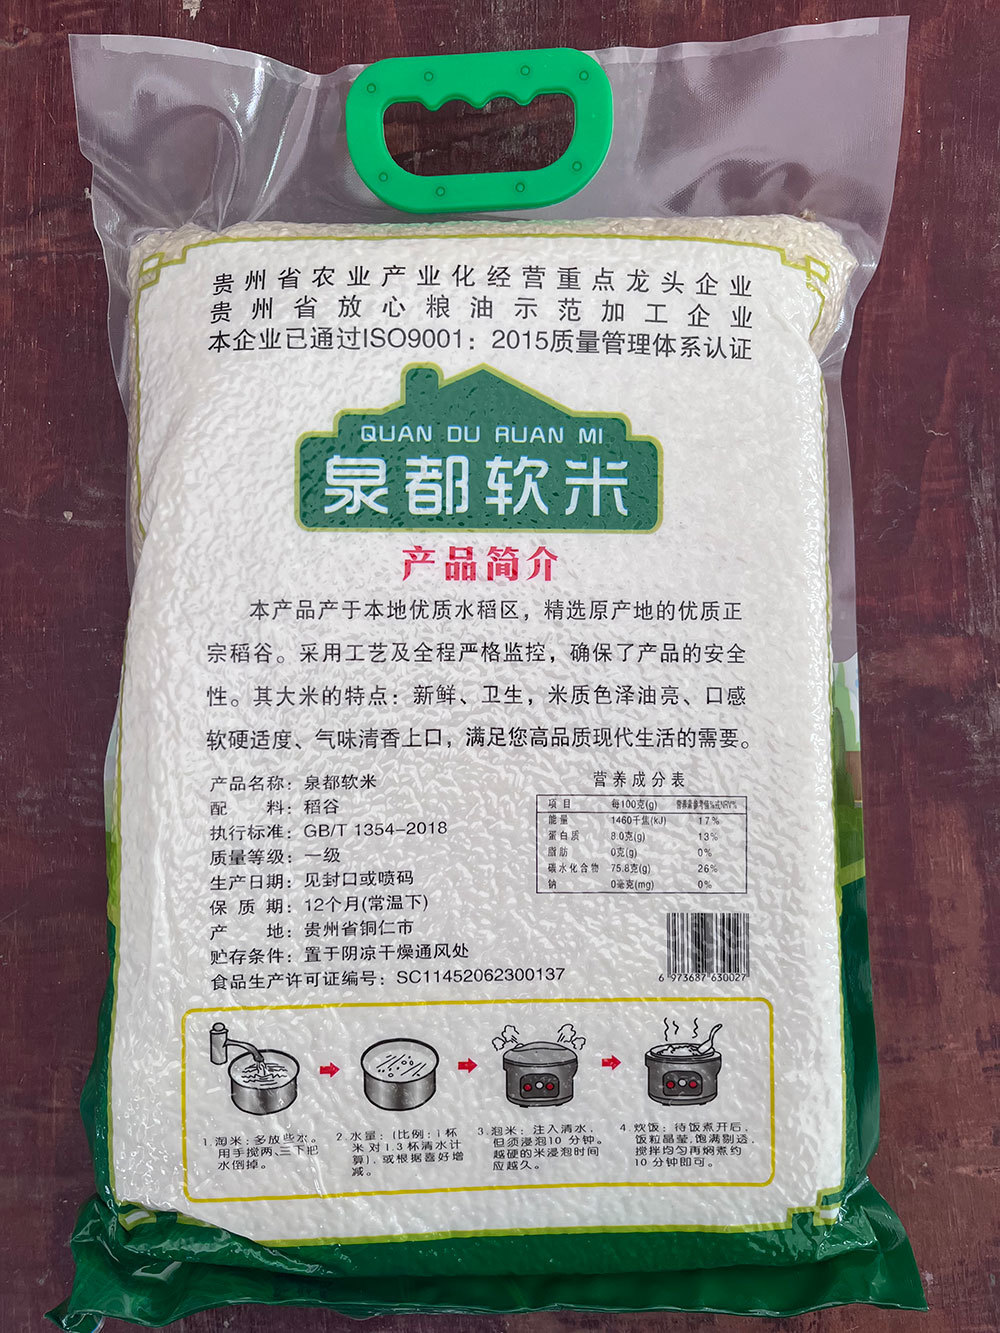 贵州省农业产业化经营重点龙头企业
贵州省放心粮油示范加工企业
本企业已通过ISO9001：2015质量管理体系认证
QUAN DU RUAN MI
泉都软米
产品简介
本产品产于本地优质水稻区，精选原产地的优质正
宗稻谷。采用工艺及全程严格监控，确保了产品的安全
性。其大米的特点：新鲜、卫生，米质色泽油亮、口感
软硬适度、气味清香上口，满足您高品质现代生活的需要。
产品名称：泉都软米
配 料：稻谷
执行标准：GB/T 1354-2018
质量等级：一级
生产日期：见封口或喷码
保 质 期：12个月(常温下)
产 地：贵州省铜仁市
贮存条件：置于阴凉干燥通风处
食品生产许可证编号：SC11452062300137
营养成分表
项 目 每100克(g) 营养素参考值%或NRV%
能量 1460千焦(kJ) 17%
蛋白质 8.0克(g) 13%
脂肪 0克(g) 0%
碳水化合物 75.8克(g) 26%
钠 0毫克(mg) 0%
6 973687 630027
1.淘米：多放些水。
用手搅两、三下把
水倒掉。
2.水量：(比例：1杯
米对1.3杯清水计
算)，或根据喜好增
减。
3.泡米：注入清水，
但须浸泡10分钟。
越硬的米浸泡时间
应越久。
4.炊饭：待饭煮开后，
饭粒晶莹,饱满剔透，
搅拌均匀再焖煮约
10分钟即可。